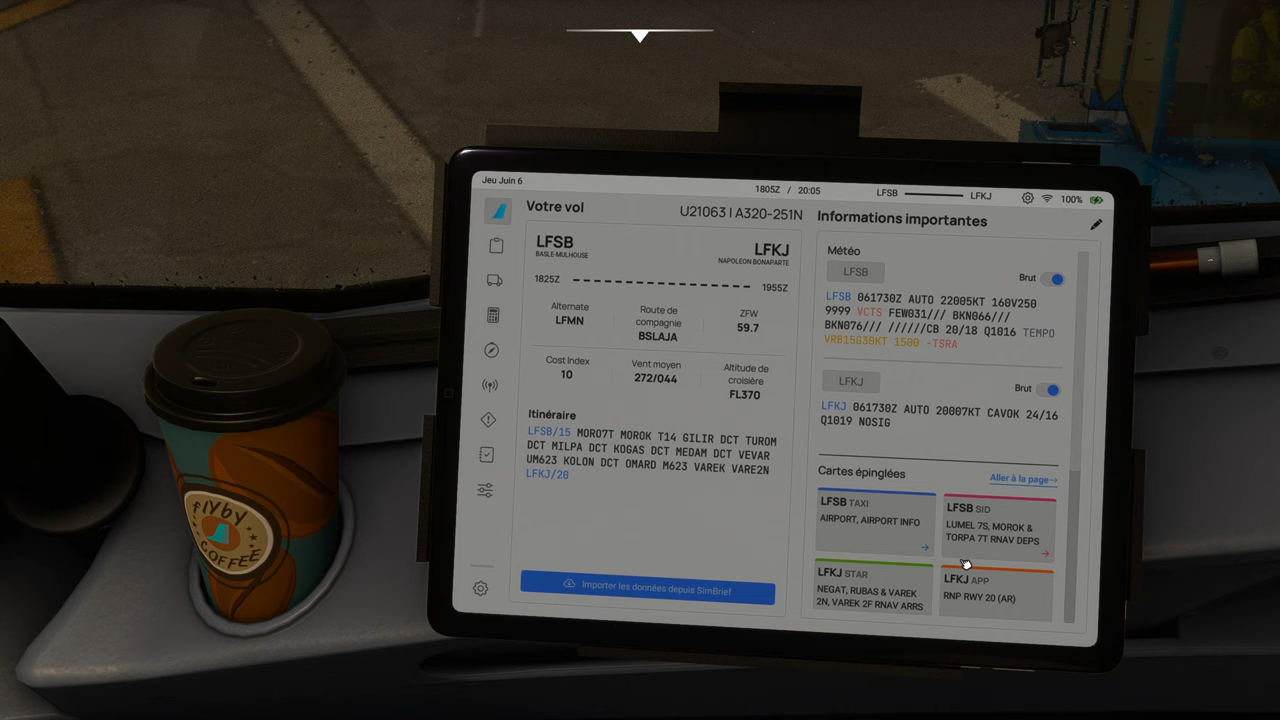 Jeu Juin 6
1805Z / 20:05
LFSB
LFKJ
100%
Votre vol
U21063 | A320-251N
LFSB
BASLE-MULHOUSE
LFKJ
NAPOLEON BONAPARTE
1825Z
1955Z
Alternate
LFMN
Route de
compagnie
BSLAJA
ZFW
59.7
Cost Index
10
Vent moyen
272/044
Altitude de
croisière
FL370
Itinéraire
LFSB/15 MORO7T MOROK T14 GILIR DCT TUROM
DCT MILPA DCT KOGAS DCT MEDAM DCT VEVAR
UM623 KOLON DCT OMARD M623 VAREK VARE2N
LFKJ/20
Importer les données depuis SimBrief
Informations importantes
Météo
LFSB
Brut
LFSB 061730Z AUTO 22005KT 160V250
9999 VCTS FEW031/// BKN066///
BKN076/// //////CB 20/18 Q1016 TEMPO
VRB15G30KT 1500 -TSRA
LFKJ
Brut
LFKJ 061730Z AUTO 20007KT CAVOK 24/16
Q1019 NOSIG
Cartes épinglées
Aller à la page
LFSB TAXI
AIRPORT, AIRPORT INFO
LFSB SID
LUMEL 7S, MOROK &
TORPA 7T RNAV DEPS
LFKJ STAR
NEGAT, RUBAS & VAREK
2N, VAREK 2F RNAV ARRS
LFKJ APP
RNP RWY 20 (AR)
flyby
COFFEE